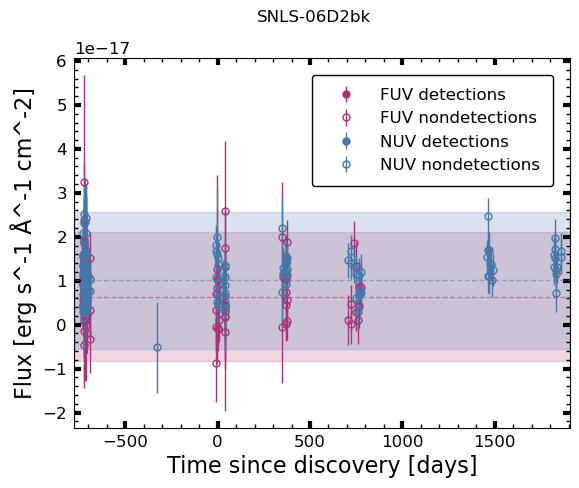 SNLS-06D2bk
1e−17
FUV detections
FUV nondetections
NUV detections
NUV nondetections
6
5
4
3
2
1
0
−1
−2
Flux [erg s^-1 Å^-1 cm^-2]
−500
0
500
1000
1500
Time since discovery [days]